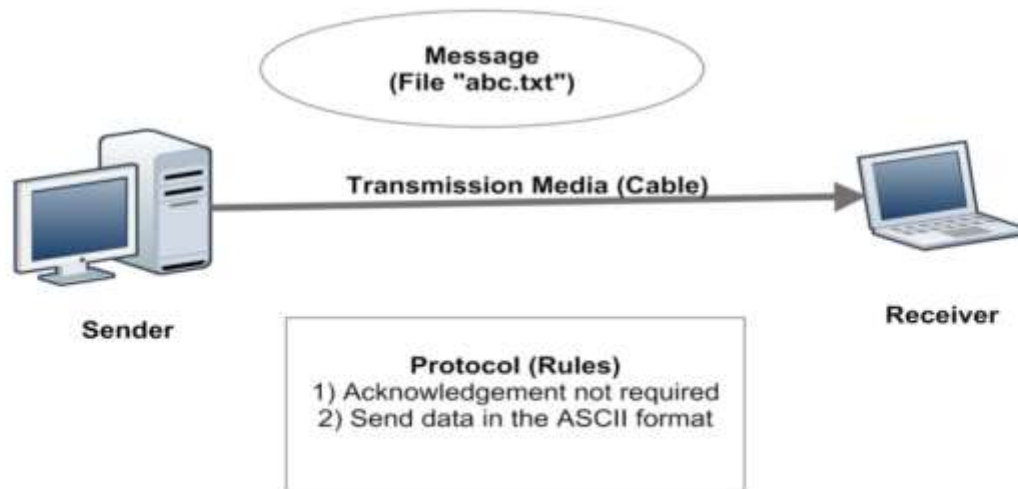 Message
(File "abc.txt")
Transmission Media (Cable)
Sender
Receiver
Protocol (Rules)
1) Acknowledgement not required
2) Send data in the ASCII format